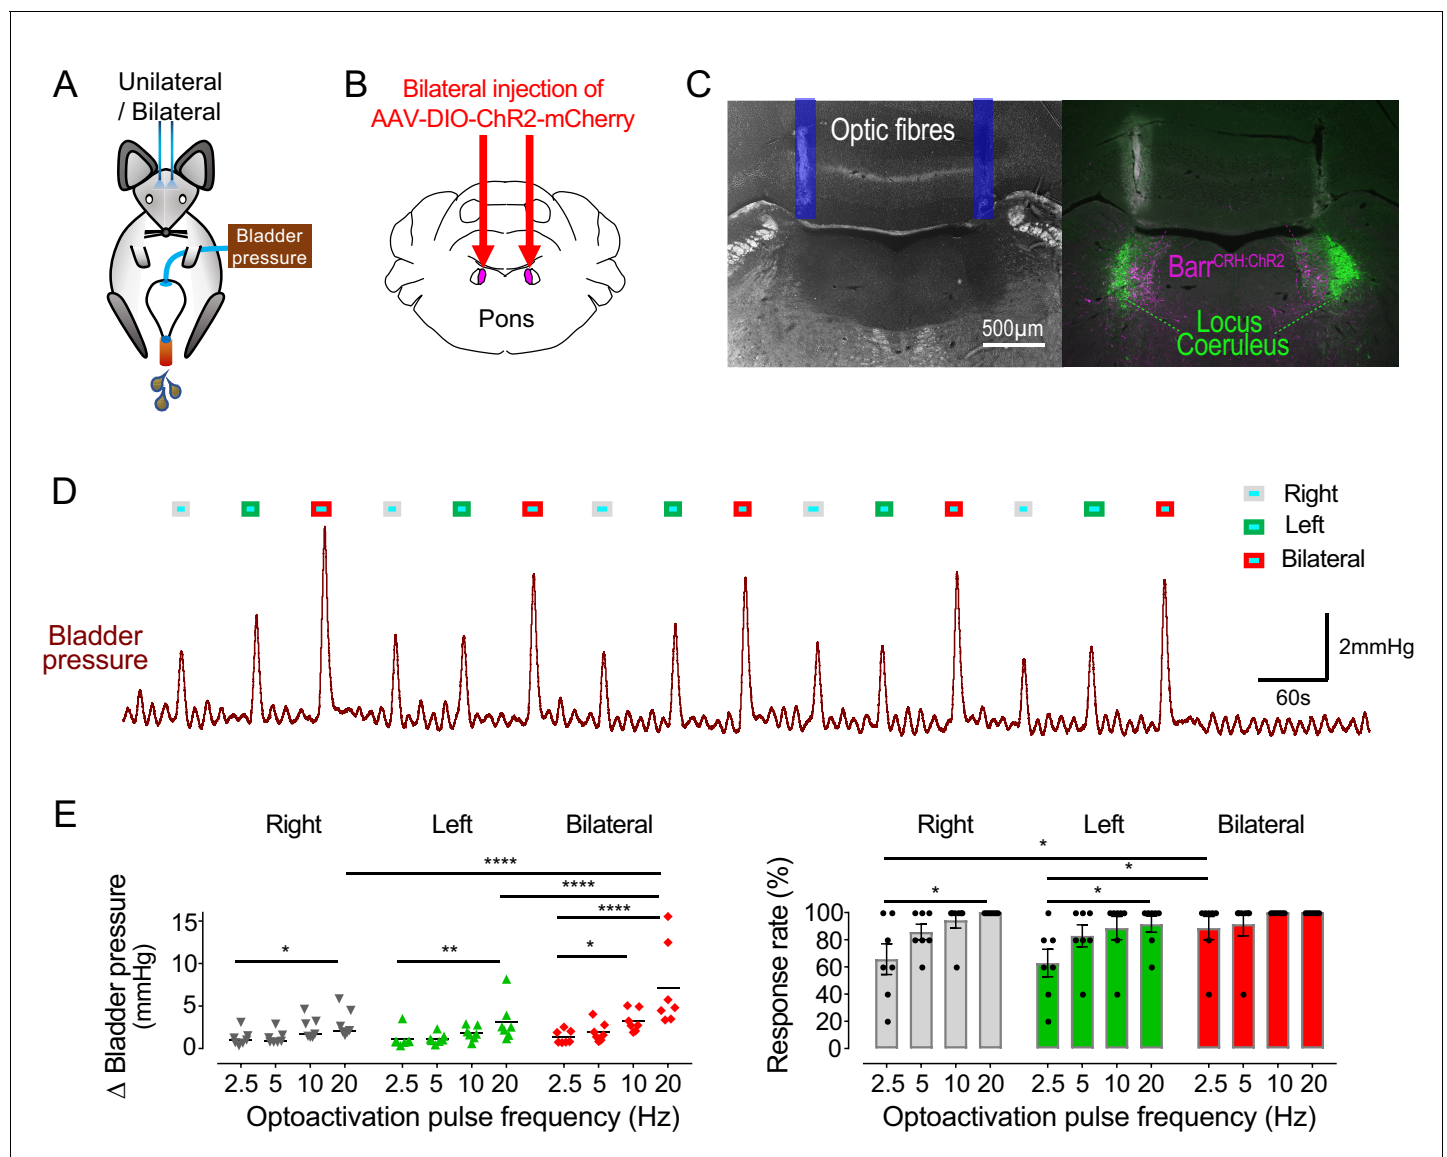 A
Unilateral
/ Bilateral
Bladder
pressure
B
Bilateral injection of
AAV-DIO-ChR2-mCherry
Pons
C
Optic fibres
500µm
Barr^CRH:ChR2
Locus
Coeruleus
D
Right
Left
Bilateral
Bladder
pressure
2mmHg
60s
E
Right Left Bilateral
****
****
****
* ** *
Δ Bladder pressure
(mmHg)
15
10
5
0
2.5 5 10 20 2.5 5 10 20 2.5 5 10 20
Optoactivation pulse frequency (Hz)
Right Left Bilateral
*
*
* *
Response rate (%)
100
80
60
40
20
0
2.5 5 10 20 2.5 5 10 20 2.5 5 10 20
Optoactivation pulse frequency (Hz)